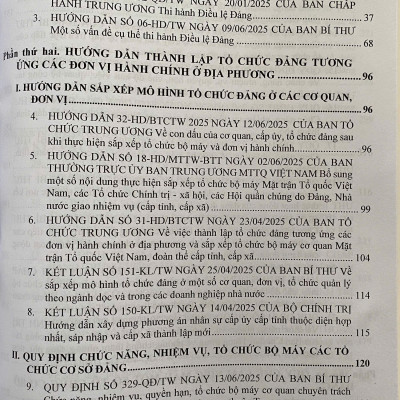 HÀNH TRUNG ƯƠNG Thi hành Điều lệ Đảng ... 37
3. HƯỚNG DẪN SỐ 06-HD/TW NGÀY 09/06/2025 CỦA BAN BÍ THƯ
Một số vấn đề cụ thể thi hành Điều lệ Đảng ... 68
Phần thứ hai. HƯỚNG DẪN THÀNH LẬP TỔ CHỨC ĐẢNG TƯƠNG
ỨNG CÁC ĐƠN VỊ HÀNH CHÍNH Ở ĐỊA PHƯƠNG ... 96
I. HƯỚNG DẪN SẮP XẾP MÔ HÌNH TỔ CHỨC ĐẢNG Ở CÁC CƠ QUAN,
ĐƠN VỊ ... 96
4. HƯỚNG DẪN 32-HD/BTCTW 2025 NGÀY 12/06/2025 CỦA BAN TỔ
CHỨC TRUNG ƯƠNG Về con dấu của cơ quan, cấp ủy, tổ chức đảng sau
khi thực hiện sắp xếp tổ chức bộ máy và đơn vị hành chính ... 96
5. HƯỚNG DẪN SỐ 18-HD/MTTW-BTT NGÀY 02/06/2025 CỦA BAN
THƯỜNG TRỰC ỦY BAN TRUNG ƯƠNG MTTQ VIỆT NAM Bổ sung
một số nội dung thực hiện sắp xếp tổ chức bộ máy Mặt trận Tổ quốc Việt
Nam, các Tổ chức Chính trị - xã hội, các Hội quần chúng do Đảng, Nhà
nước giao nhiệm vụ (cấp tỉnh, cấp xã) ... 99
6. HƯỚNG DẪN SỐ 31-HD/BTCTW NGÀY 23/04/2025 CỦA BAN TỔ
CHỨC TRUNG ƯƠNG Về việc thành lập tổ chức đảng tương ứng các
đơn vị hành chính ở địa phương và sắp xếp tổ chức bộ máy cơ quan Mặt
trận Tổ quốc Việt Nam, đoàn thể cấp tỉnh, cấp xã ... 104
7. KẾT LUẬN SỐ 151-KL/TW NGÀY 25/04/2025 CỦA BAN BÍ THƯ Về
sắp xếp mô hình tổ chức đảng ở một số cơ quan, đơn vị, tổ chức quản lý
theo ngành dọc và trong các doanh nghiệp nhà nước ... 114
8. KẾT LUẬN SỐ 150-KL/TW NGÀY 14/04/2025 CỦA BỘ CHÍNH TRỊ
Hướng dẫn xây dựng phương án nhân sự cấp ủy cấp tỉnh thuộc diện hợp
nhất, sáp nhập và cấp xã thành lập mới ... 115
II. QUY ĐỊNH CHỨC NĂNG, NHIỆM VỤ, TỔ CHỨC BỘ MÁY CÁC TỔ
CHỨC CƠ SỞ ĐẢNG ... 120
9. QUY ĐỊNH SỐ 329-QĐ/TW NGÀY 13/06/2025 CỦA BAN BÍ THƯ
Chức năng, nhiệm vụ, quyền hạn, tổ chức bộ máy cơ quan chuyên trách